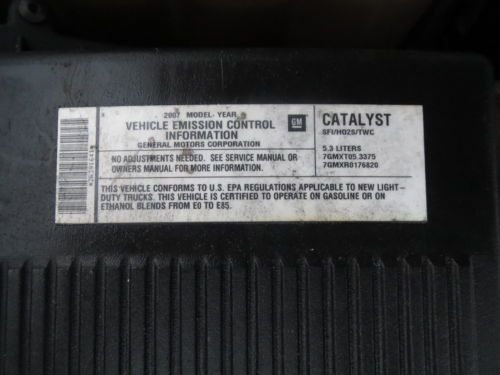 2007 MODEL YEAR
VEHICLE EMISSION CONTROL
INFORMATION
GENERAL MOTORS CORPORATION
GM
CATALYST
SFI/HO2S/TWC
NO ADJUSTMENTS NEEDED. SEE SERVICE MANUAL OR
OWNERS MANUAL FOR MORE INFORMATION.
5.3 LITERS
7GMXT05.3375
7GMXR0176820
THIS VEHICLE CONFORMS TO U.S. EPA REGULATIONS APPLICABLE TO NEW LIGHT-
DUTY TRUCKS. THIS VEHICLE IS CERTIFIED TO OPERATE ON GASOLINE OR ON
ETHANOL BLENDS FROM E0 TO E85.